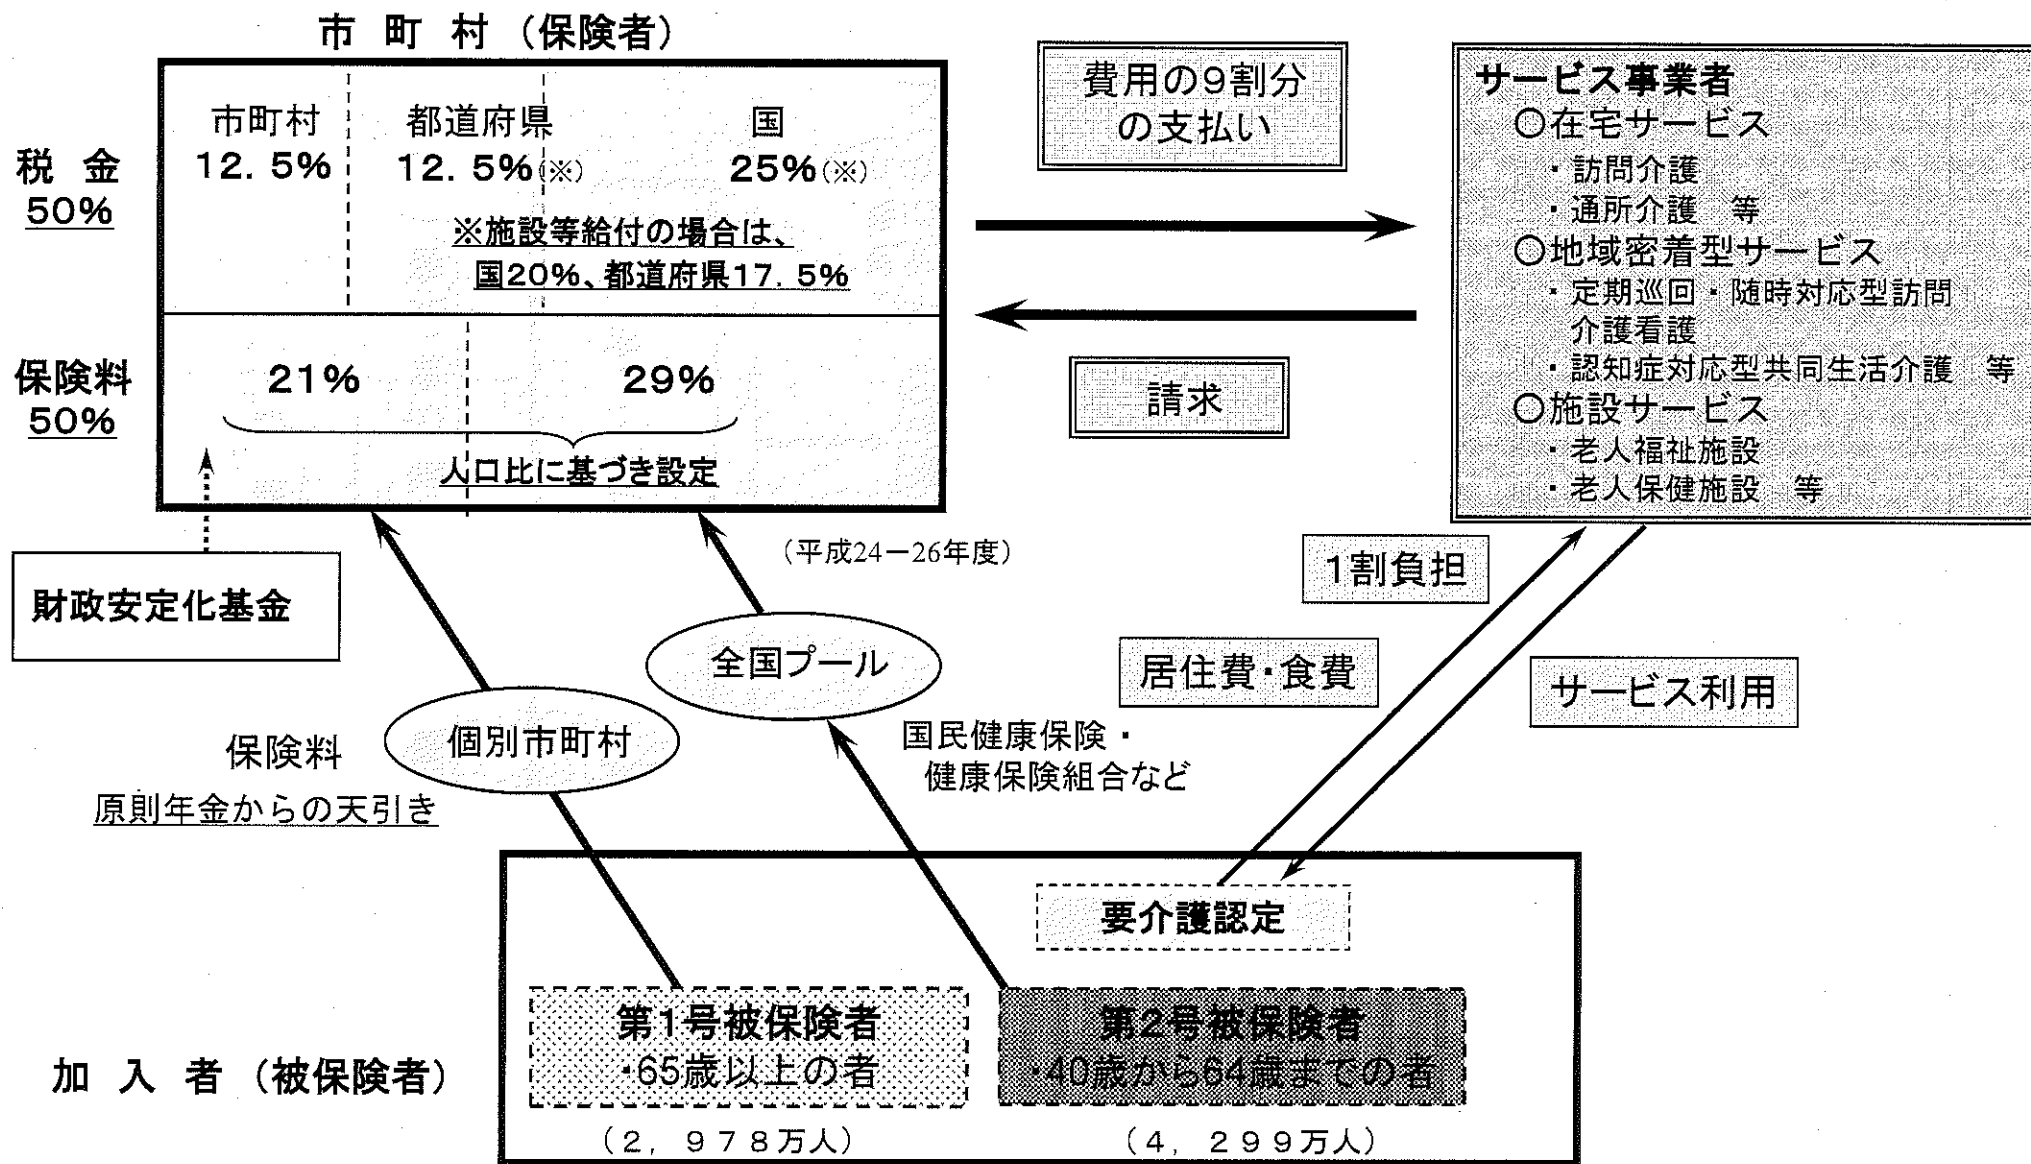 市 町 村 （保険者）
税 金
50%
市町村
12. 5%
都道府県
12. 5%(※)
国
25%(※)
※施設等給付の場合は、
国20%、都道府県17. 5%
保険料
50%
21%
29%
人口比に基づき設定
費用の9割分
の支払い
請求
サービス事業者
○在宅サービス
・訪問介護
・通所介護 等
○地域密着型サービス
・定期巡回・随時対応型訪問
介護看護
・認知症対応型共同生活介護 等
○施設サービス
・老人福祉施設
・老人保健施設 等
財政安定化基金
（平成24－26年度）
1割負担
全国プール
居住費・食費
サービス利用
個別市町村
保険料
原則年金からの天引き
国民健康保険・
健康保険組合など
要介護認定
加 入 者 （被保険者）
第1号被保険者
・65歳以上の者
（２，９７８万人）
第2号被保険者
・40歳から64歳までの者
（４，２９９万人）